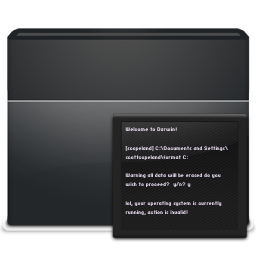 Welcome to Darwin!
[scopeland] C:\Documents and Settings\
scottcopeland\format C:
Warning all data will be erased do you
wish to proceed? y/n? y
lol, your operating system is currently
running, action is invalid!